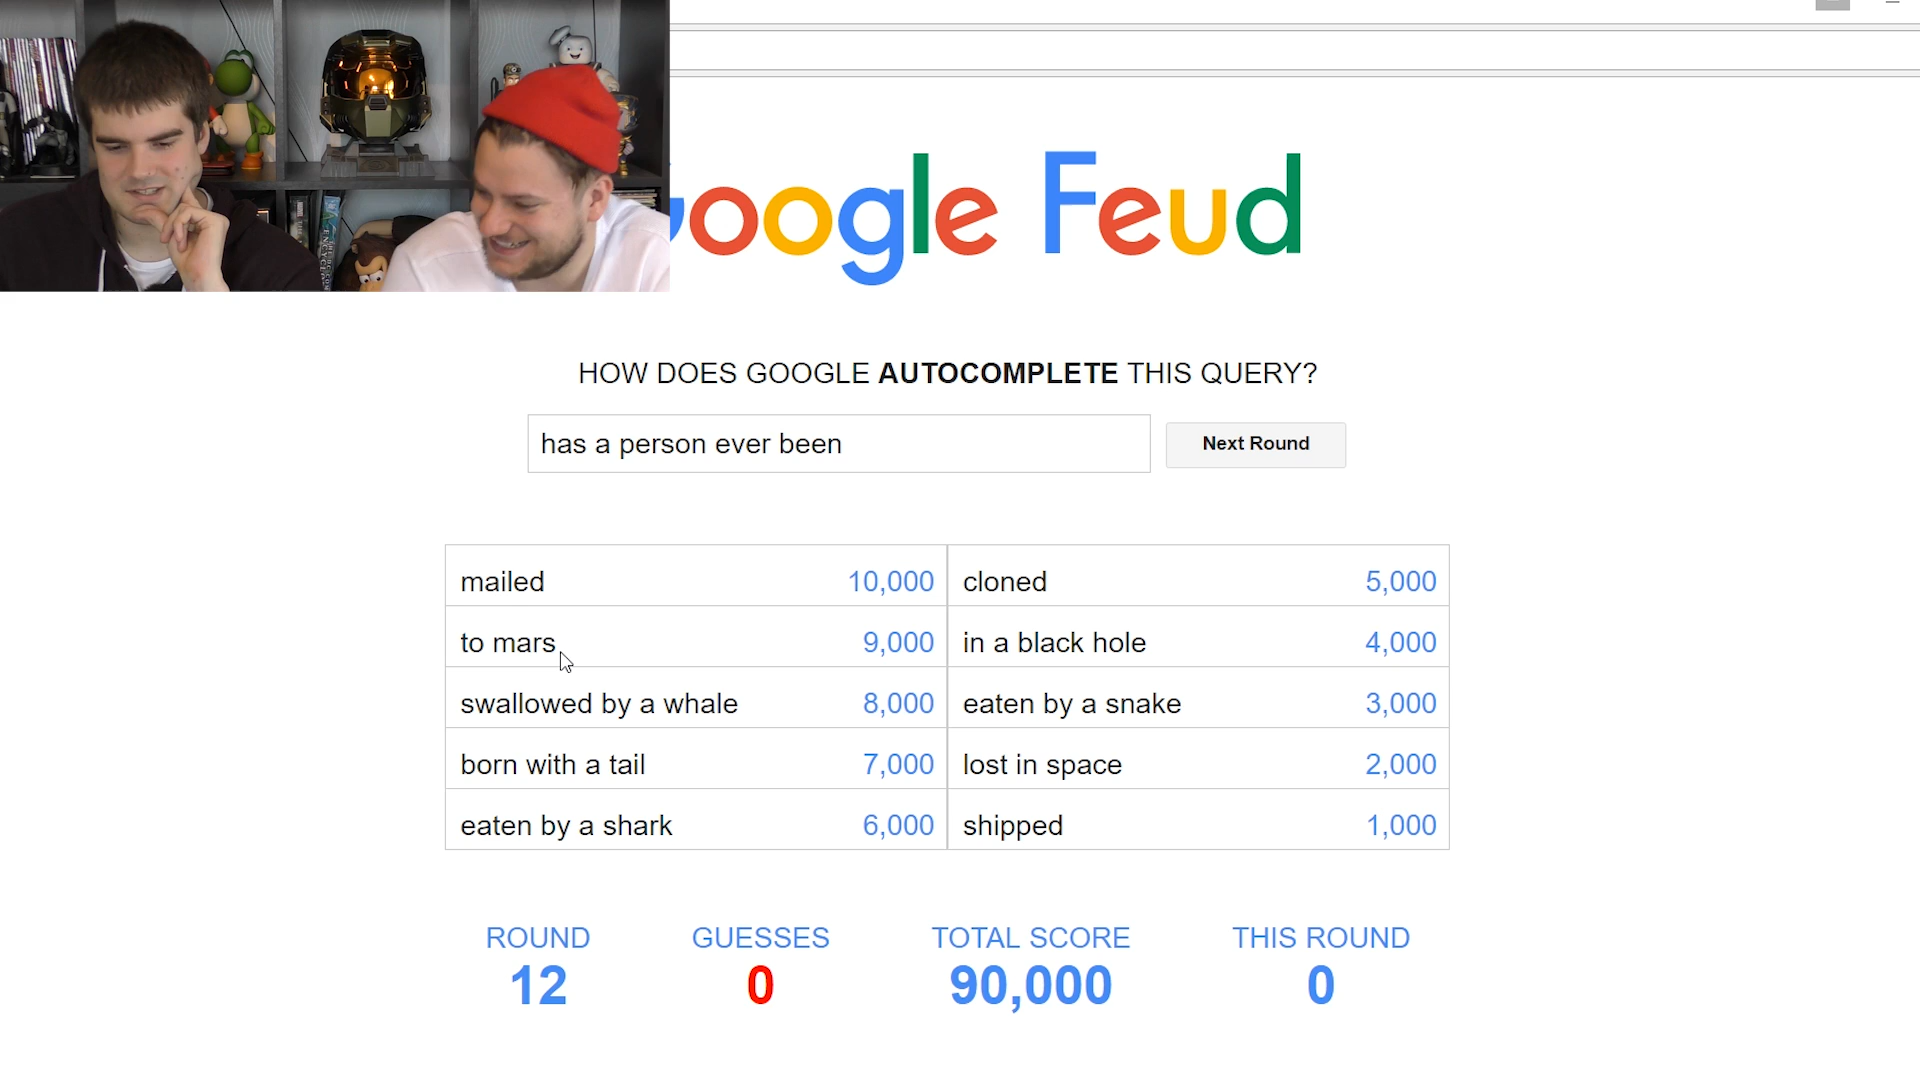 Google Feud
HOW DOES GOOGLE AUTOCOMPLETE THIS QUERY?
has a person ever been
Next Round
mailed 10,000 cloned 5,000
to mars 9,000 in a black hole 4,000
swallowed by a whale 8,000 eaten by a snake 3,000
born with a tail 7,000 lost in space 2,000
eaten by a shark 6,000 shipped 1,000
ROUND GUESSES TOTAL SCORE THIS ROUND
12 0 90,000 0